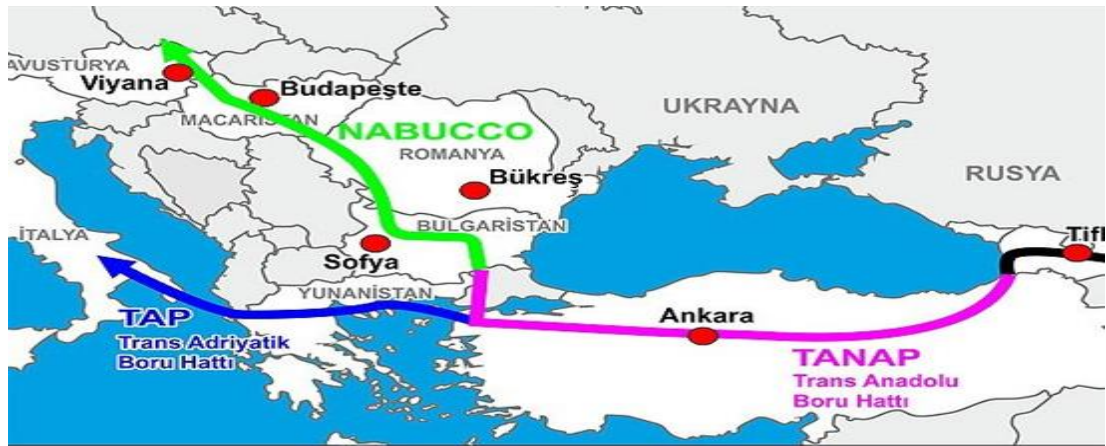 AVUSTURYA
Viyana
Budapeşte
MACARİSTAN
NABUCCO
ROMANYA
UKRAYNA
RUSYA
Bükreş
BULGARİSTAN
İTALYA
Sofya
Tifl
YUNANİSTAN
TAP
Trans Adriyatik
Boru Hattı
Ankara
TANAP
Trans Anadolu
Boru Hattı